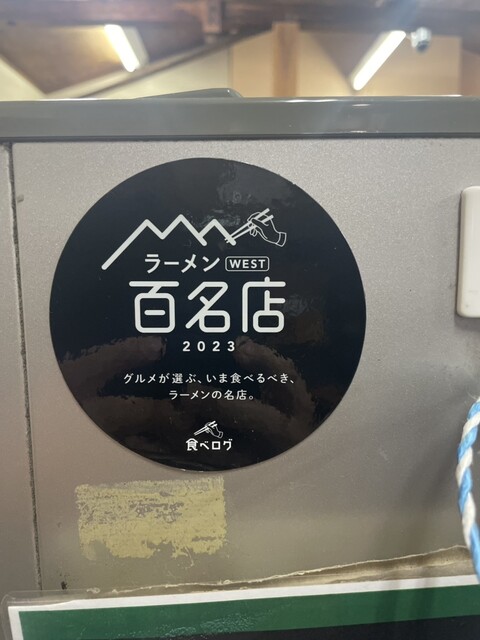 ラーメン WEST
百名店
2023
グルメが選ぶ、いま食べるべき、
ラーメンの名店。
食べログ